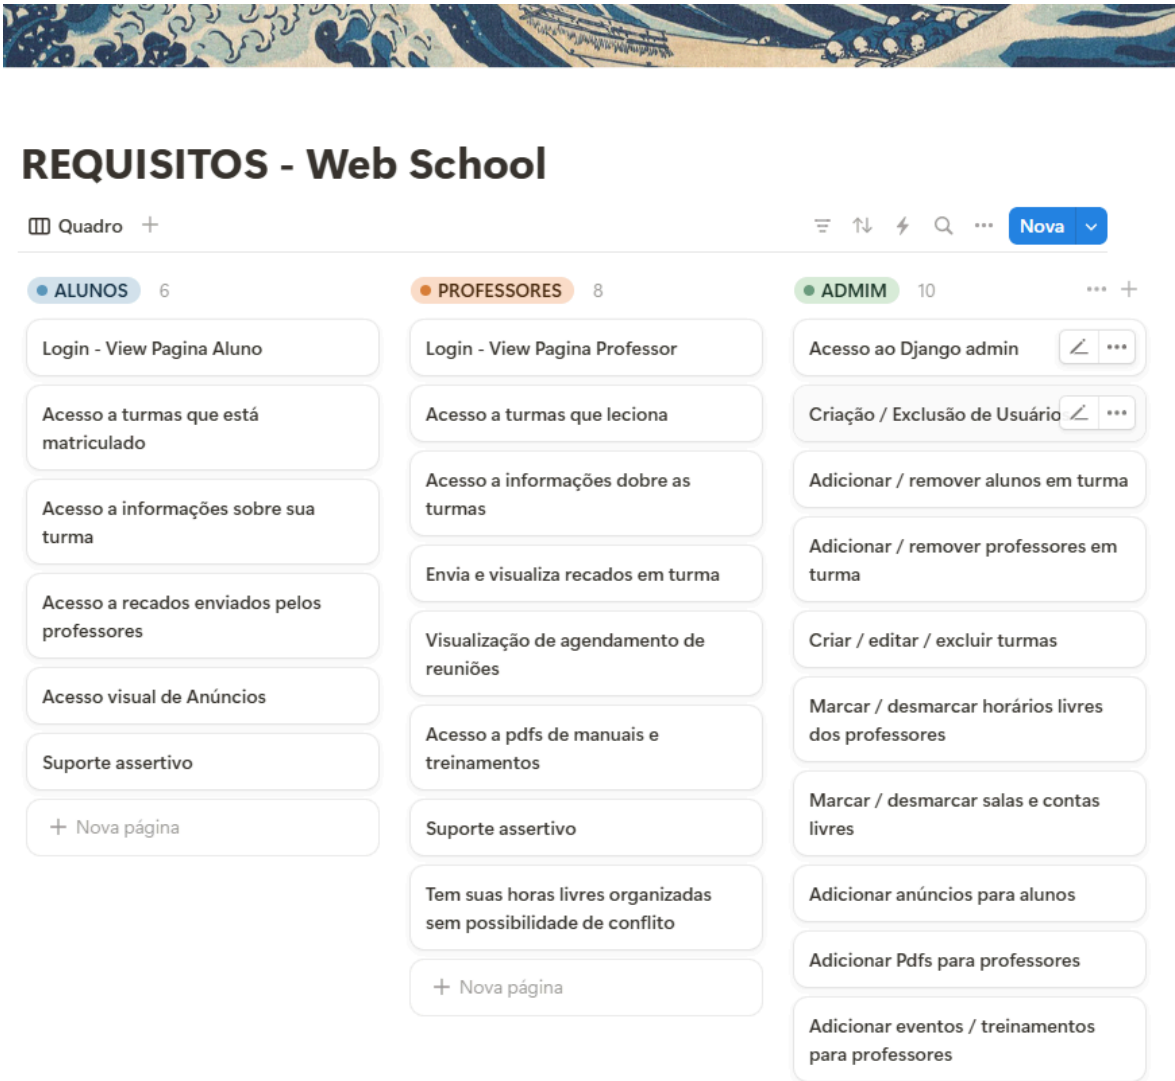 REQUISITOS - Web School
Quadro
Nova
ALUNOS 6
Login - View Pagina Aluno
Acesso a turmas que está
matriculado
Acesso a informações sobre sua
turma
Acesso a recados enviados pelos
professores
Acesso visual de Anúncios
Suporte assertivo
+ Nova página
PROFESSORES 8
Login - View Pagina Professor
Acesso a turmas que leciona
Acesso a informações dobre as
turmas
Envia e visualiza recados em turma
Visualização de agendamento de
reuniões
Acesso a pdfs de manuais e
treinamentos
Suporte assertivo
Tem suas horas livres organizadas
sem possibilidade de conflito
+ Nova página
ADMIM 10
Acesso ao Django admin
Criação / Exclusão de Usuário
Adicionar / remover alunos em turma
Adicionar / remover professores em
turma
Criar / editar / excluir turmas
Marcar / desmarcar horários livres
dos professores
Marcar / desmarcar salas e contas
livres
Adicionar anúncios para alunos
Adicionar Pdfs para professores
Adicionar eventos / treinamentos
para professores